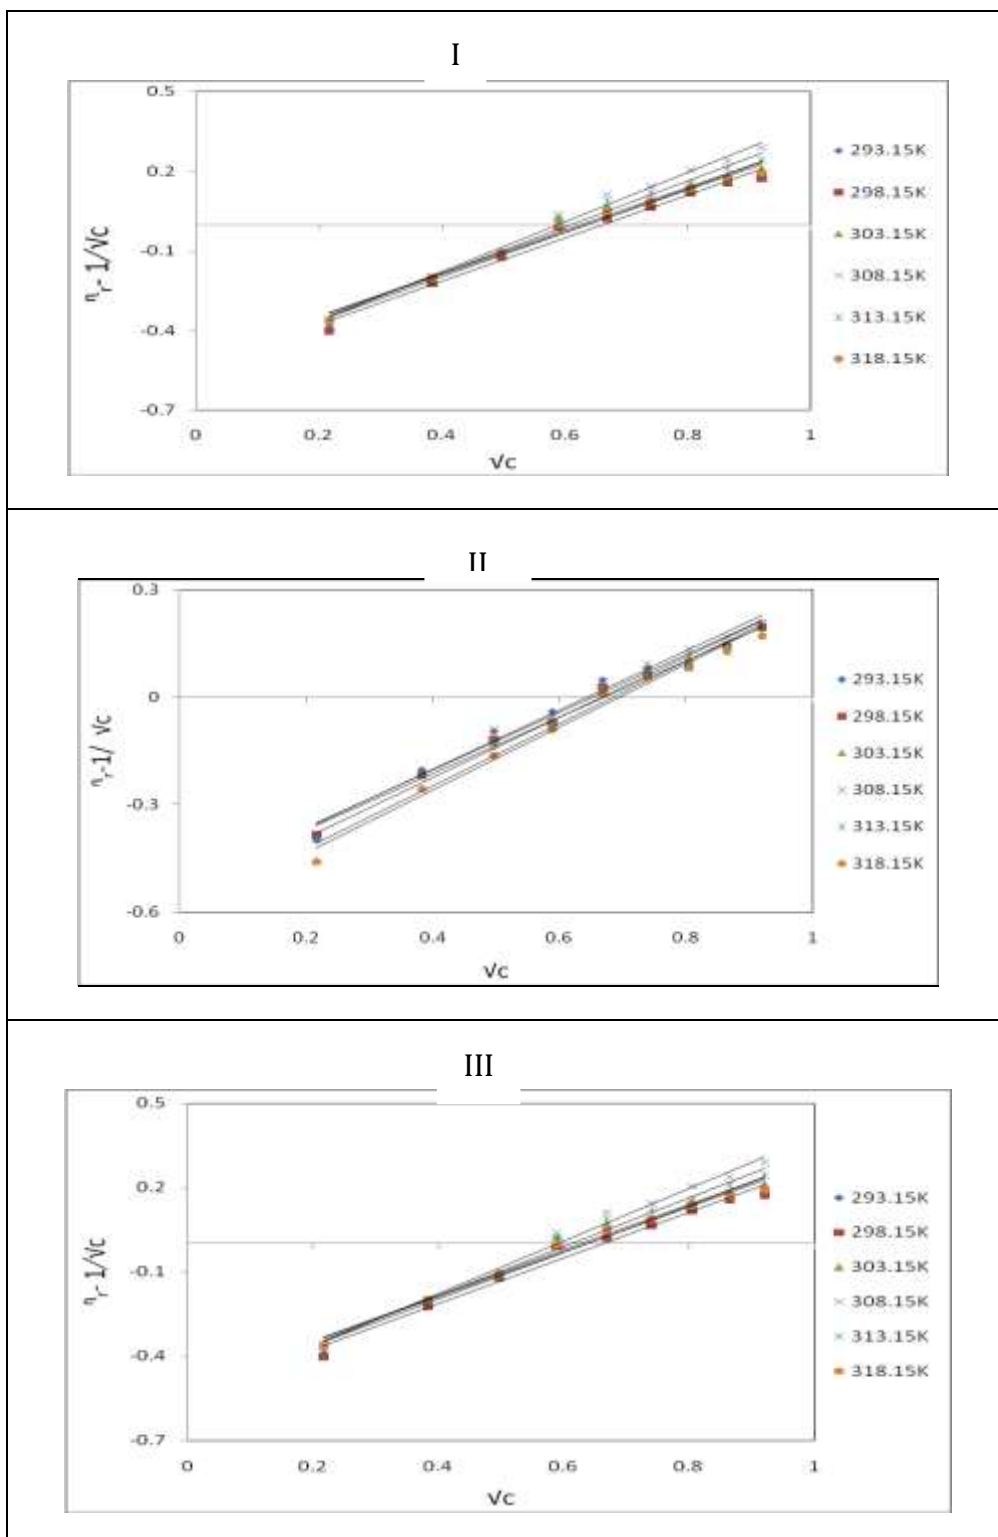 I
0.5
0.2
-0.1
-0.4
-0.7
ηr- 1/√C
0 0.2 0.4 0.6 0.8 1
√c
293.15K
298.15K
303.15K
308.15K
313.15K
318.15K
II
0.3
0
-0.3
-0.6
ηr-1/ √C
0 0.2 0.4 0.6 0.8 1
√c
293.15K
298.15K
303.15K
308.15K
313.15K
318.15K
III
0.5
0.2
-0.1
-0.4
-0.7
ηr- 1/√C
0 0.2 0.4 0.6 0.8 1
√c
293.15K
298.15K
303.15K
308.15K
313.15K
318.15K